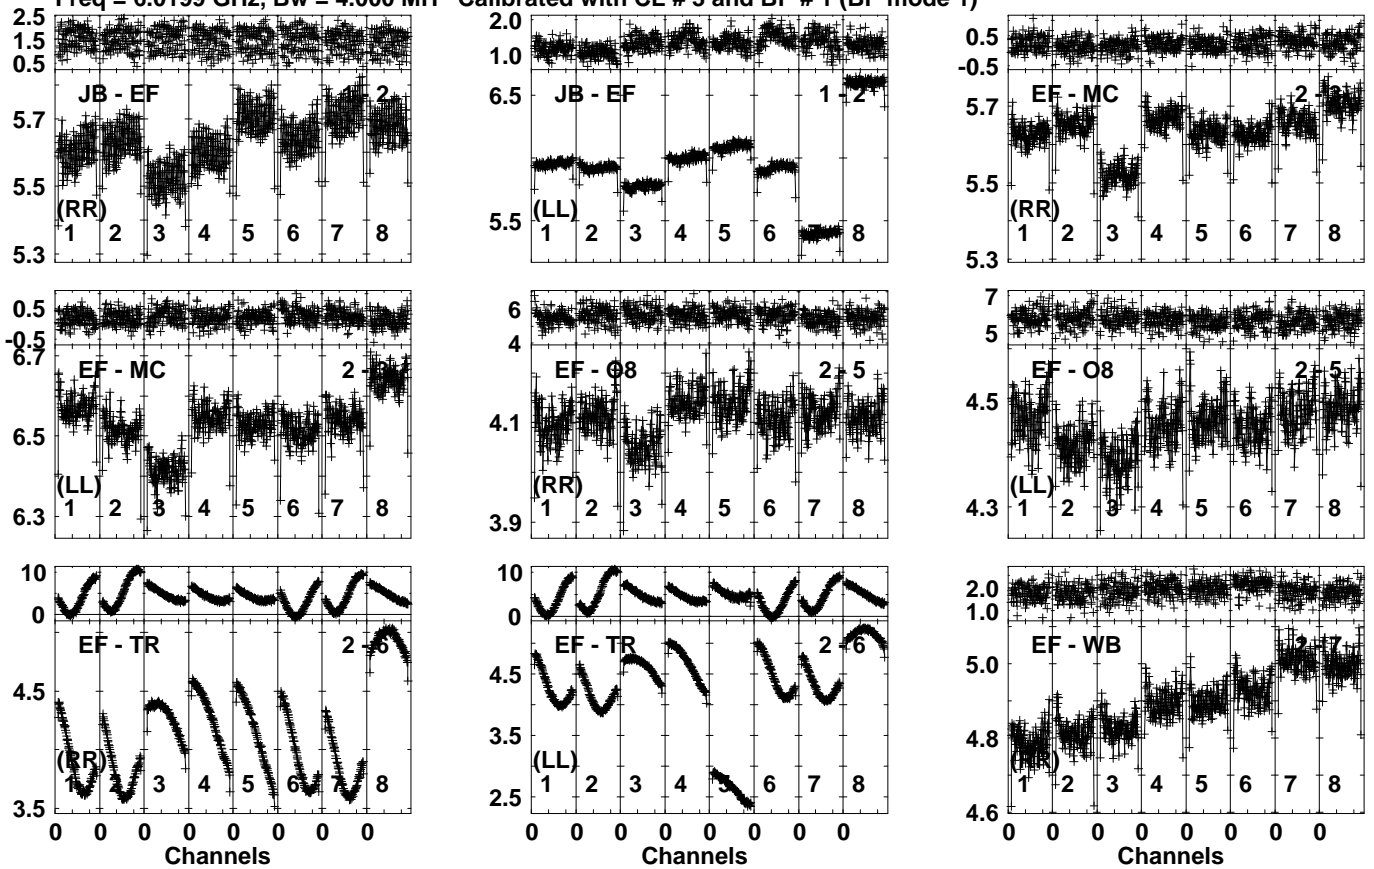 Freq = 6.0199 GHz, Bw = 4.000 MH Calibrated with CL # 3 and BP # 1 (BP mode 1)
2.5 2.0 0.5
1.5 1.0 -0.5
0.5
JB - EF 1 - 2 JB - EF 1 - 2 EF - MC 2 - 3
5.7 6.5 5.7
5.5 5.5
(RR) (LL) 5.5 (RR)
1 2 3 4 5 6 7 8 1 2 3 4 5 6 7 8 1 2 3 4 5 6 7 8
5.3 5.3
0.5 6 7
-0.5 4 5
6.7
EF - MC 2 - 3 EF - O8 2 - 5 EF - O8 2 - 5
6.5 4.1 4.5
(LL) (RR) (LL)
1 2 3 4 5 6 7 8 1 2 3 4 5 6 7 8 4.3 1 2 3 4 5 6 7 8
6.3 3.9
10 10 2.0
0 0 1.0
EF - TR 2 - 6 EF - TR 2 - 6 EF - WB 2 - 7
4.5 4.5 5.0
3.5 4.8
(RR) (LL) (RR)
1 2 3 4 5 6 7 8 1 2 3 4 5 6 7 8 1 2 3 4 5 6 7 8
3.5 2.5 4.6
0 0 0 0 0 0 0 0 0 0 0 0 0 0 0 0 0 0 0 0 0 0 0 0
Channels Channels Channels